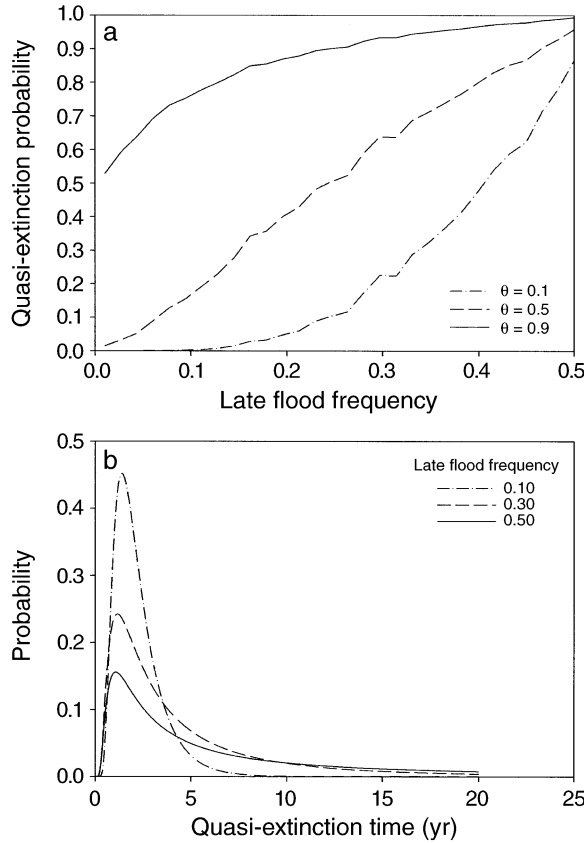 a
1.0
0.9
0.8
0.7
0.6
0.5
0.4
0.3
0.2
0.1
0.0
Quasi-extinction probability
θ = 0.1
θ = 0.5
θ = 0.9
0.0 0.1 0.2 0.3 0.4 0.5
Late flood frequency
b
0.5
0.4
0.3
0.2
0.1
0.0
Probability
Late flood frequency
0.10
0.30
0.50
0 5 10 15 20 25
Quasi-extinction time (yr)